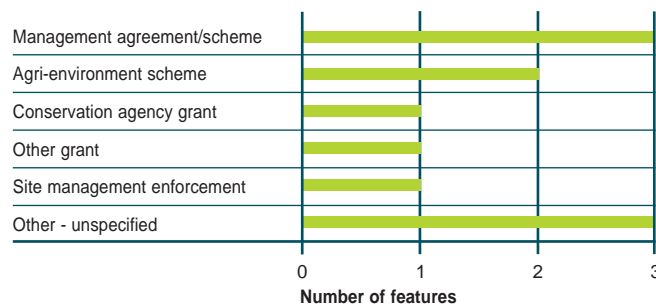 Management agreement/scheme
Agri-environment scheme
Conservation agency grant
Other grant
Site management enforcement
Other - unspecified
0 1 2 3
Number of features